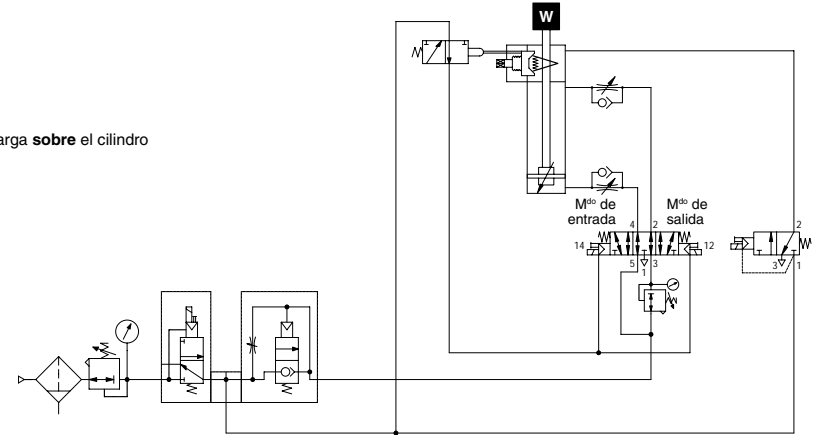 W
arga sobre el cilindro
Mdo de
entrada
Mdo de
salida
4 2
14 12
5 1 3
2
3 1